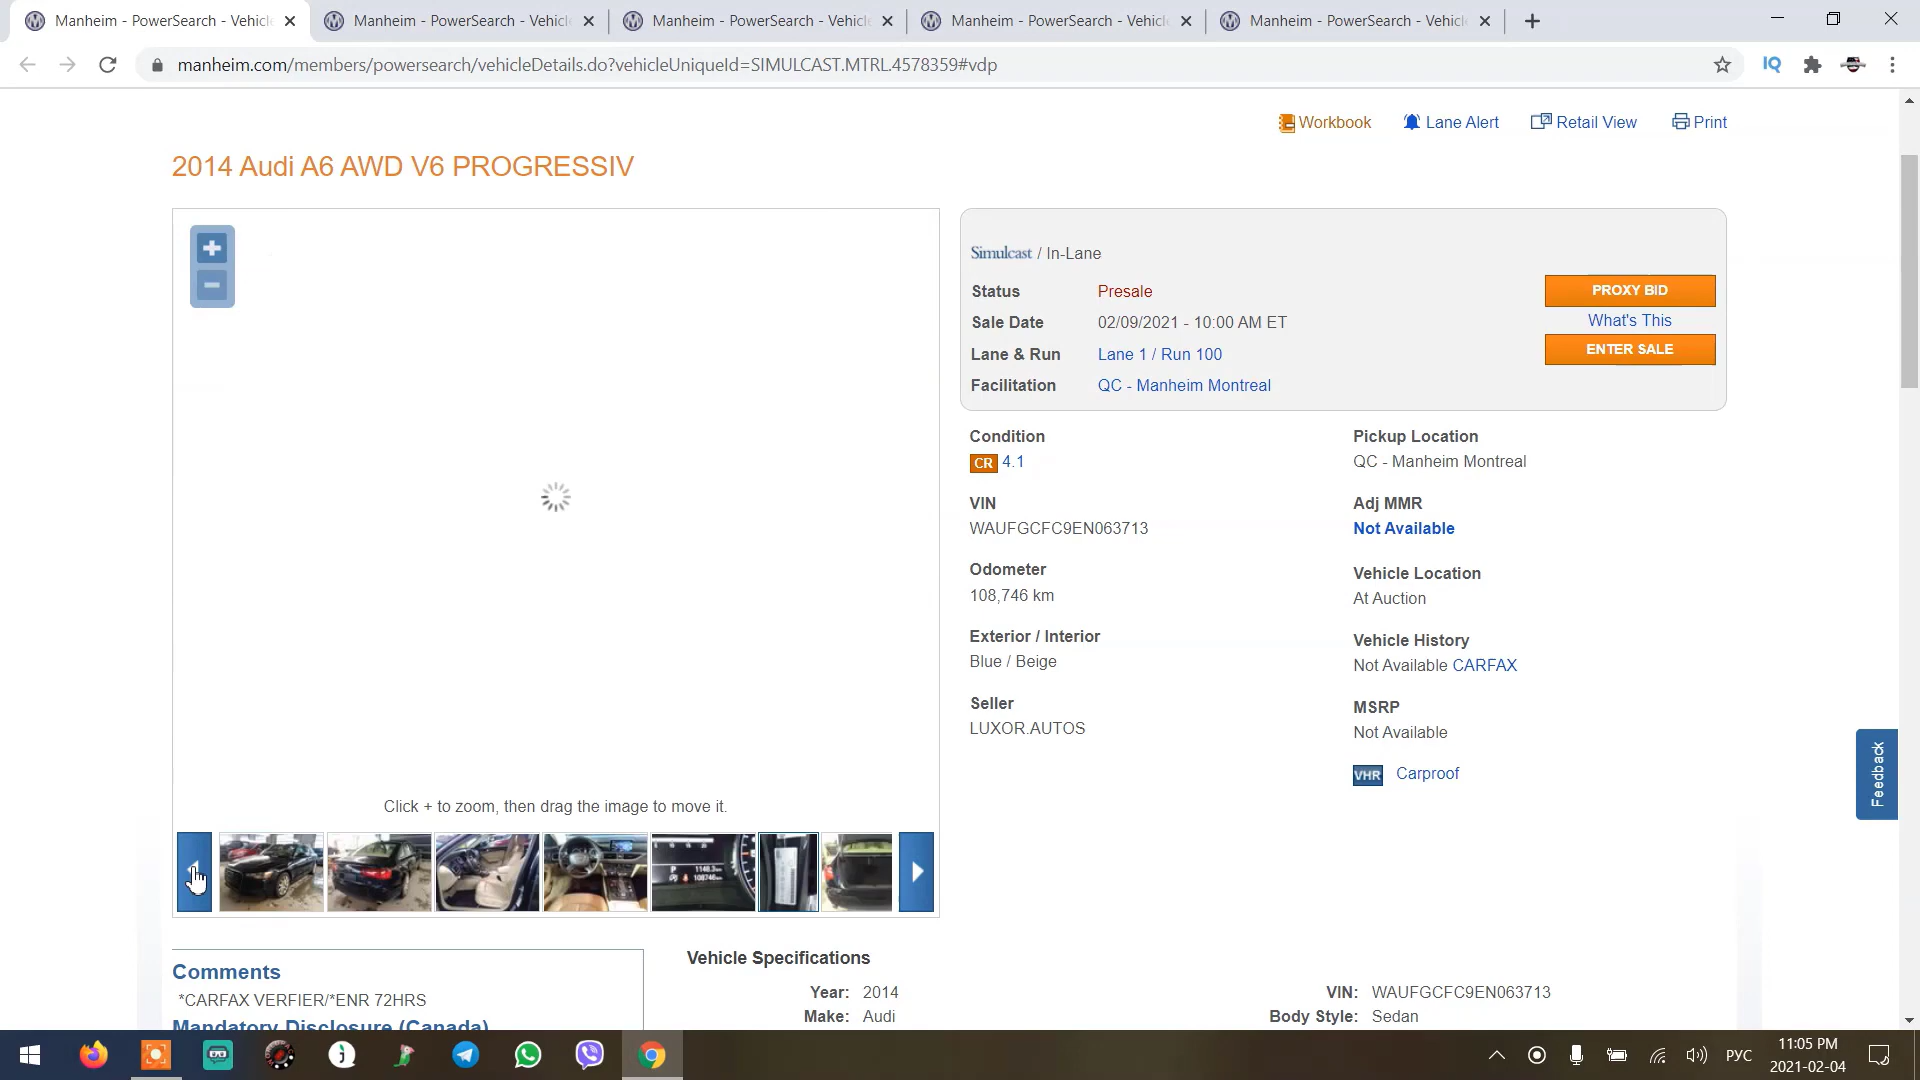 Manheim - PowerSearch - Vehicl
Manheim - PowerSearch - Vehicl
Manheim - PowerSearch - Vehicl
Manheim - PowerSearch - Vehicl
Manheim - PowerSearch - Vehicl
manheim.com/members/powersearch/vehicleDetails.do?vehicleUniqueId=SIMULCAST.MTRL.4578359#vdp
IQ
Workbook
Lane Alert
Retail View
Print
2014 Audi A6 AWD V6 PROGRESSIV
Simulcast / In-Lane
Status Presale
Sale Date 02/09/2021 - 10:00 AM ET
Lane & Run Lane 1 / Run 100
Facilitation QC - Manheim Montreal
PROXY BID
What's This
ENTER SALE
Condition
CR 4.1
VIN
WAUFGCFC9EN063713
Odometer
108,746 km
Exterior / Interior
Blue / Beige
Seller
LUXOR.AUTOS
Pickup Location
QC - Manheim Montreal
Adj MMR
Not Available
Vehicle Location
At Auction
Vehicle History
Not Available CARFAX
MSRP
Not Available
VHR Carproof
Feedback
Click + to zoom, then drag the image to move it.
Comments
*CARFAX VERFIER/*ENR 72HRS
Mandatory Disclosure (Canada)
Vehicle Specifications
Year: 2014
Make: Audi
VIN: WAUFGCFC9EN063713
Body Style: Sedan
РУС
11:05 PM
2021-02-04